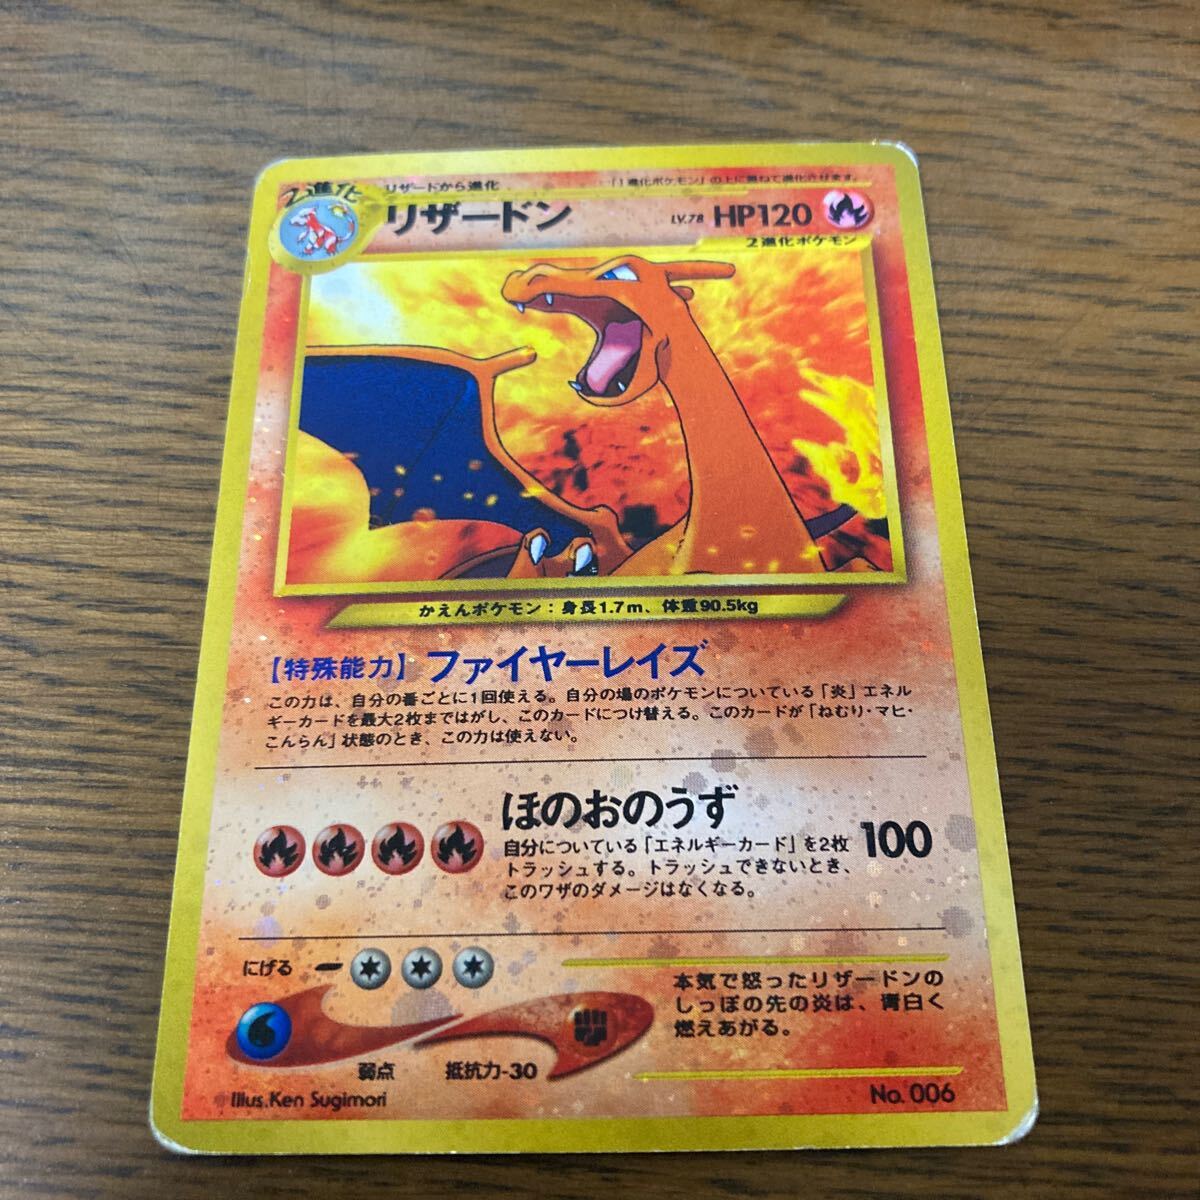 2進化
リザードから進化
「1進化ポケモン」の上に重ねて進化させます。
リザードン
LV.78 HP120
2進化ポケモン
かえんポケモン：身長1.7m、体重90.5kg
【特殊能力】ファイヤーレイズ
この力は、自分の番ごとに1回使える。自分の場のポケモンについている「炎」エネル
ギーカードを最大2枚まではがし、このカードにつけ替える。このカードが「ねむり・マヒ・
こんらん」状態のとき、この力は使えない。
ほのおのうず
自分についている「エネルギーカード」を2枚
トラッシュする。トラッシュできないとき、
このワザのダメージはなくなる。
100
にげる
本気で怒ったリザードンの
しっぽの先の炎は、青白く
燃えあがる。
弱点
抵抗力-30
Illus.Ken Sugimori
No. 006